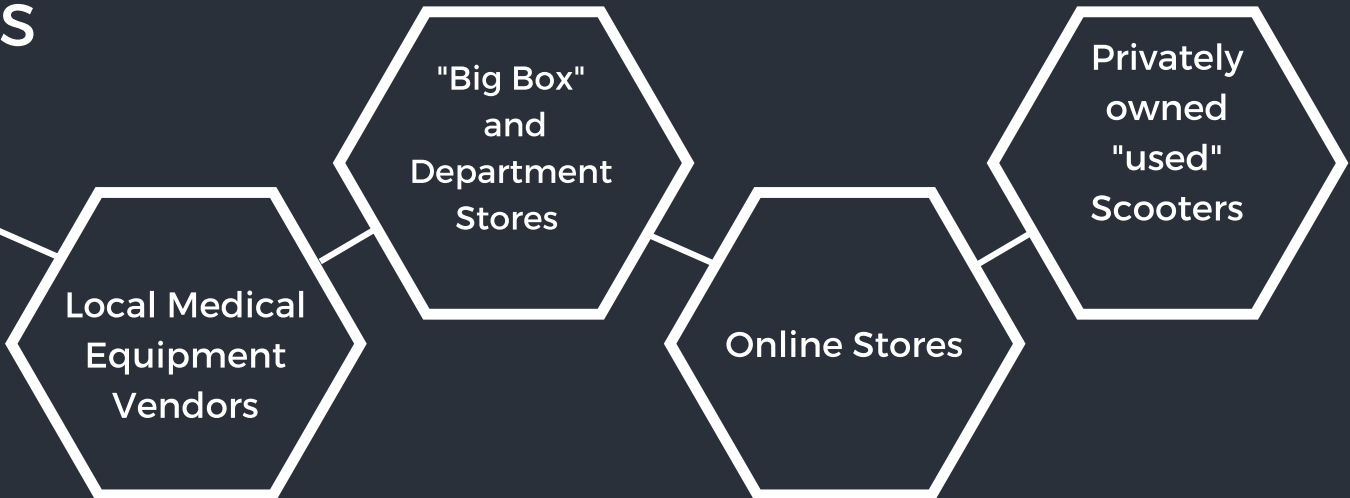 S
Local Medical
Equipment
Vendors
"Big Box"
and
Department
Stores
Online Stores
Privately
owned
"used"
Scooters